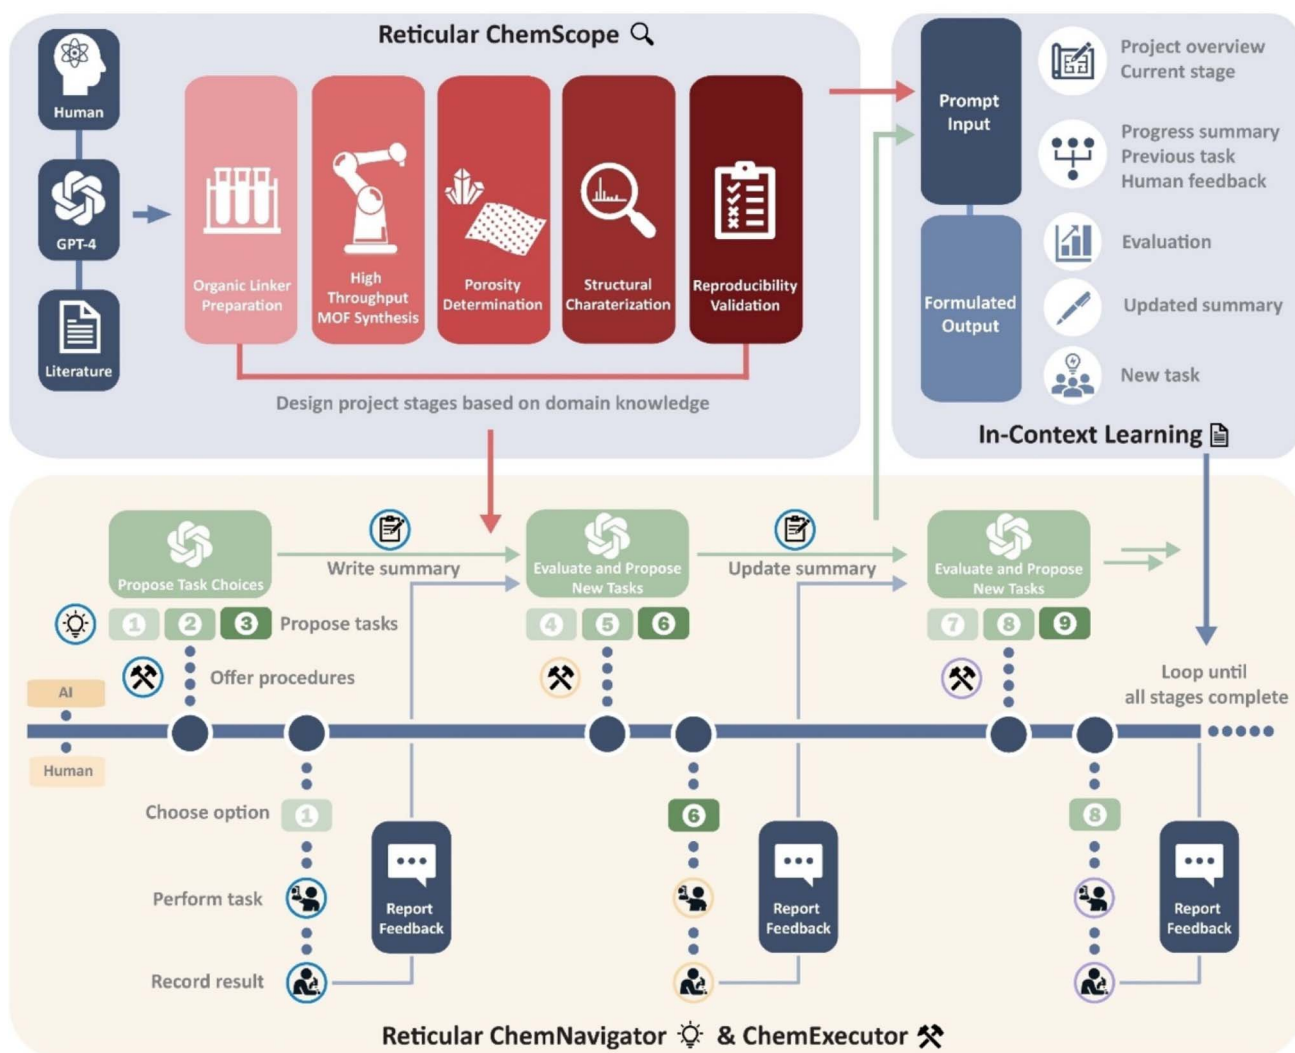 Reticular ChemScope
Human
GPT-4
Literature
Organic Linker
Preparation
High
Throughput
MOF Synthesis
Porosity
Determination
Structural
Charaterization
Reproducibility
Validation
Design project stages based on domain knowledge
Prompt
Input
Formulated
Output
Project overview
Current stage
Progress summary
Previous task
Human feedback
Evaluation
Updated summary
New task
In-Context Learning
Propose Task Choices
Write summary
Evaluate and Propose
New Tasks
Update summary
Evaluate and Propose
New Tasks
1 2 3 Propose tasks
4 5 6
7 8 9
Offer procedures
Loop until
all stages complete
AI
Human
Choose option
1
6
8
Perform task
Report
Feedback
Report
Feedback
Report
Feedback
Record result
Reticular ChemNavigator & ChemExecutor